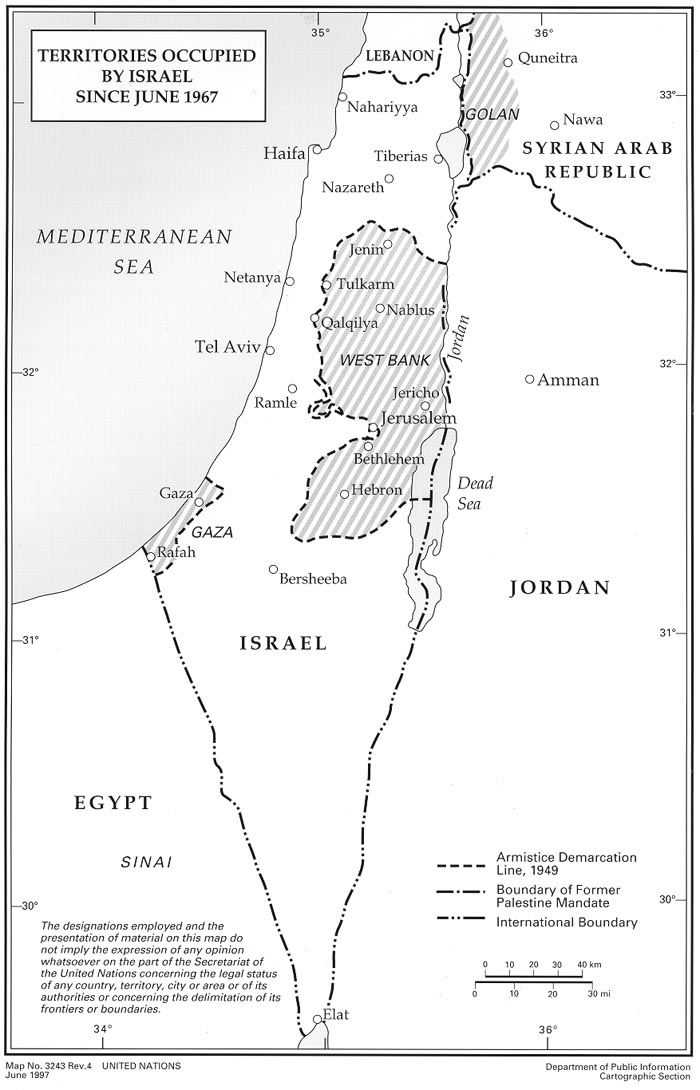 TERRITORIES OCCUPIED
BY ISRAEL
SINCE JUNE 1967
35°
36°
LEBANON
Quneitra
33°
Nahariyya
GOLAN
Nawa
Haifa
Tiberias
SYRIAN ARAB
REPUBLIC
Nazareth
MEDITERRANEAN
SEA
Jenin
Netanya
Tulkarm
Nablus
Qalqilya
Jordan
Tel Aviv
WEST BANK
32°
32°
Amman
Ramle
Jericho
Jerusalem
Bethlehem
Gaza
Hebron
Dead
Sea
GAZA
Rafah
Bersheeba
JORDAN
31°
ISRAEL
31°
EGYPT
SINAI
Armistice Demarcation
Line, 1949
Boundary of Former
Palestine Mandate
International Boundary
30°
30°
The designations employed and the
presentation of material on this map do
not imply the expression of any opinion
whatsoever on the part of the Secretariat of
the United Nations concerning the legal status
of any country, territory, city or area or of its
authorities or concerning the delimitation of its
frontiers or boundaries.
0 10 20 30 40 km
0 10 20 30 mi
Elat
34°
36°
Map No. 3243 Rev.4 UNITED NATIONS
June 1997
Department of Public Information
Cartographic Section